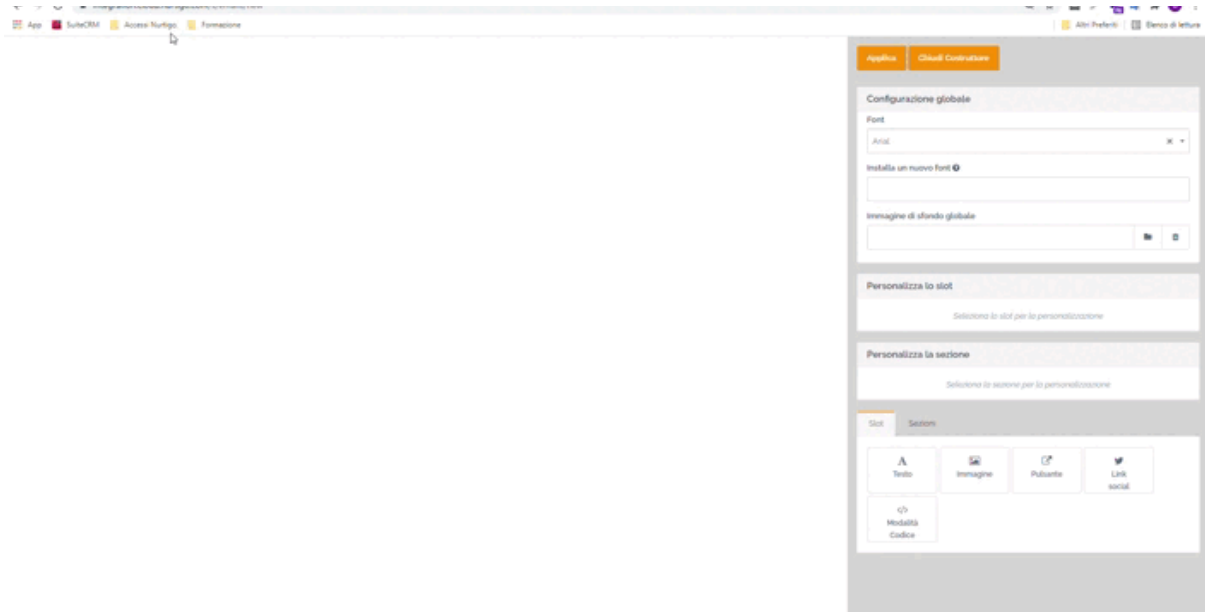 App SuiteCRM Accessi Nurtigo Formazione Altri Preferiti Elenco di lettura
Applica Chiudi Costruttore
Configurazione globale
Font
Arial
Installa un nuovo font
Immagine di sfondo globale
Personalizza lo slot
Seleziona lo slot per la personalizzazione
Personalizza la sezione
Seleziona la sezione per la personalizzazione
Slot Sezioni
A
Testo Immagine Pulsante Link
social
</>
Modalità
Codice